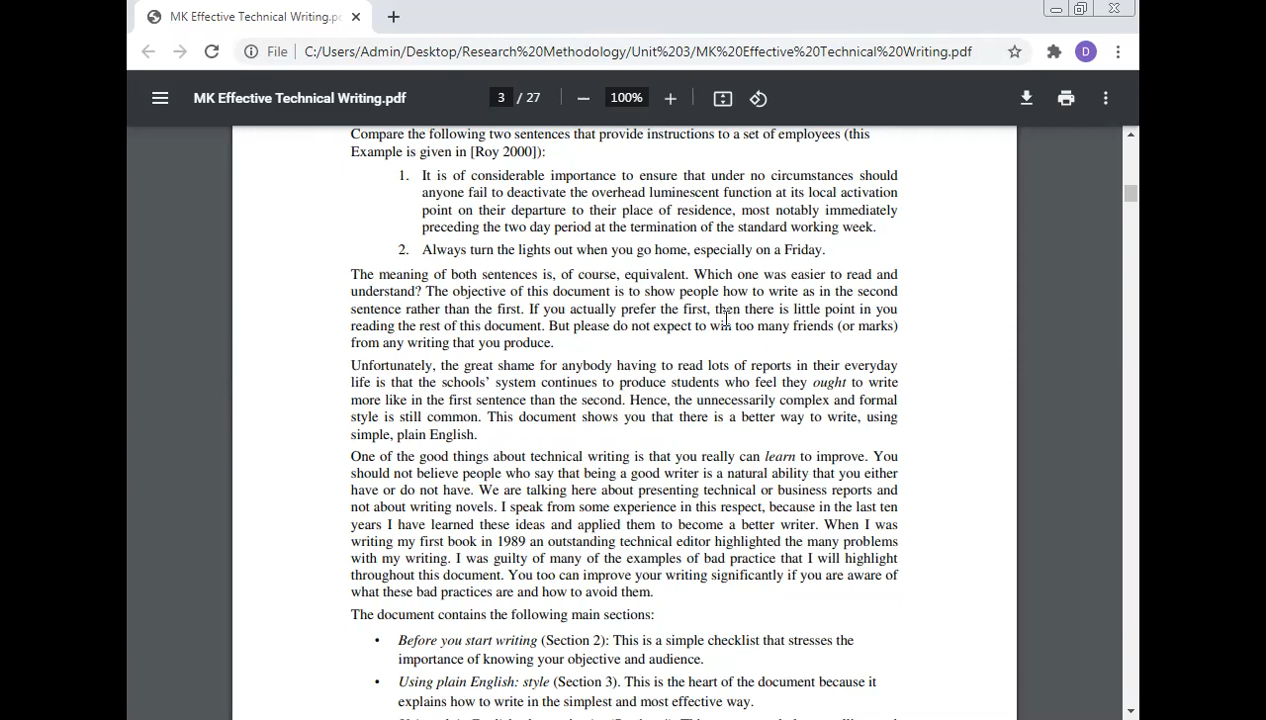 MK Effective Technical Writing.pd
File
C:/Users/Admin/Desktop/Research%20Methodology/Unit%203/MK%20Effective%20Technical%20Writing.pdf
D
MK Effective Technical Writing.pdf
3 / 27
100%
Compare the following two sentences that provide instructions to a set of employees (this
Example is given in [Roy 2000]):
1. It is of considerable importance to ensure that under no circumstances should
anyone fail to deactivate the overhead luminescent function at its local activation
point on their departure to their place of residence, most notably immediately
preceding the two day period at the termination of the standard working week.
2. Always turn the lights out when you go home, especially on a Friday.
The meaning of both sentences is, of course, equivalent. Which one was easier to read and
understand? The objective of this document is to show people how to write as in the second
sentence rather than the first. If you actually prefer the first, then there is little point in you
reading the rest of this document. But please do not expect to win too many friends (or marks)
from any writing that you produce.
Unfortunately, the great shame for anybody having to read lots of reports in their everyday
life is that the schools' system continues to produce students who feel they ought to write
more like in the first sentence than the second. Hence, the unnecessarily complex and formal
style is still common. This document shows you that there is a better way to write, using
simple, plain English.
One of the good things about technical writing is that you really can learn to improve. You
should not believe people who say that being a good writer is a natural ability that you either
have or do not have. We are talking here about presenting technical or business reports and
not about writing novels. I speak from some experience in this respect, because in the last ten
years I have learned these ideas and applied them to become a better writer. When I was
writing my first book in 1989 an outstanding technical editor highlighted the many problems
with my writing. I was guilty of many of the examples of bad practice that I will highlight
throughout this document. You too can improve your writing significantly if you are aware of
what these bad practices are and how to avoid them.
The document contains the following main sections:
• Before you start writing (Section 2): This is a simple checklist that stresses the
importance of knowing your objective and audience.
• Using plain English: style (Section 3). This is the heart of the document because it
explains how to write in the simplest and most effective way.